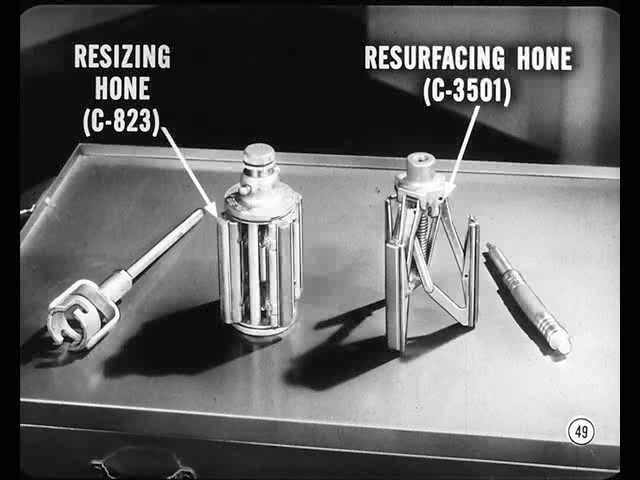 RESIZING
HONE
(C-823)
RESURFACING HONE
(C-3501)
49